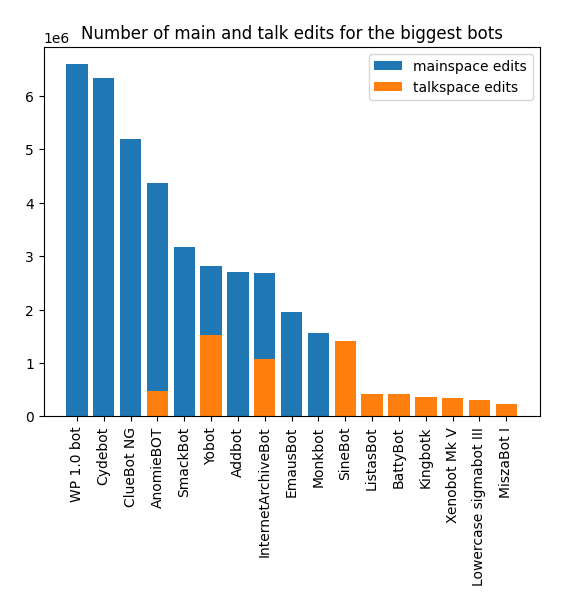 Number of main and talk edits for the biggest bots
1e6
mainspace edits
talkspace edits
6
5
4
3
2
1
0
WP 1.0 bot
Cydebot
ClueBot NG
AnomieBOT
SmackBot
Yobot
Addbot
InternetArchiveBot
EmausBot
Monkbot
SineBot
ListasBot
BattyBot
Kingbotk
Xenobot Mk V
Lowercase sigmabot III
MiszaBot I